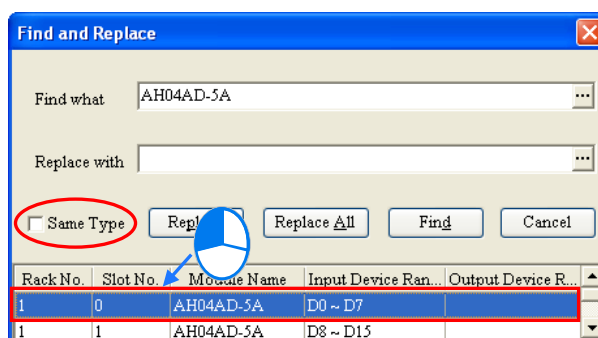 Find and Replace
Find what AH04AD-5A ...
Replace with ...
Same Type Replace All Find Cancel
Rack No. Slot No. Module Name Input Device Ran... Output Device R...
1 0 AH04AD-5A D0 ~ D7
1 1 AH04AD-5A D8 ~ D15